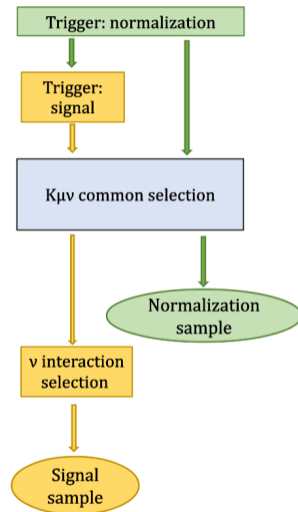 Trigger: normalization
Trigger:
signal
Kμν common selection
Normalization
sample
ν interaction
selection
Signal
sample